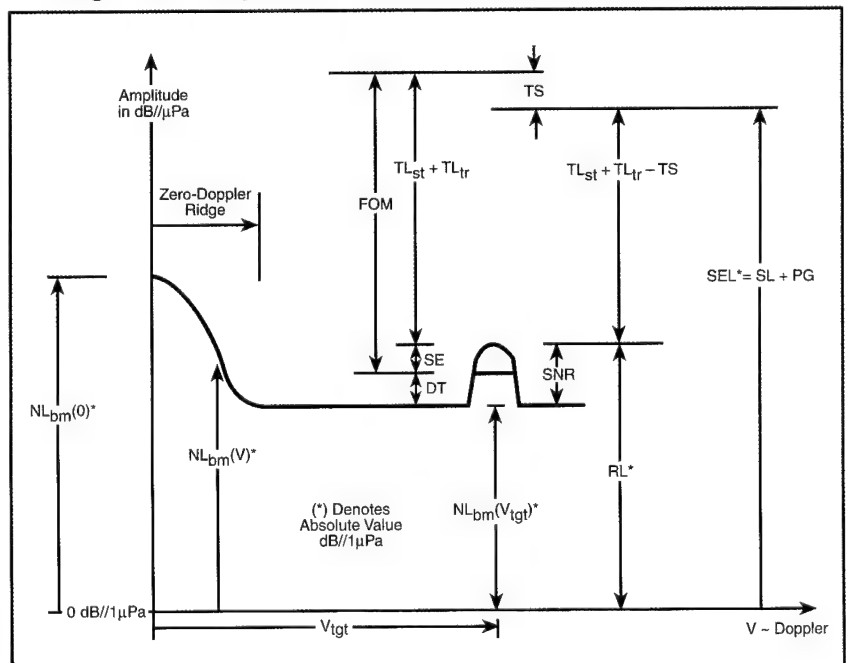 Amplitude
in dB//μPa
TS
Zero-Doppler
Ridge
FOM
TLst + TLtr
TLst + TLtr – TS
SEL* = SL + PG
SE
DT
SNR
NLbm(0)*
NLbm(V)*
(*) Denotes
Absolute Value
dB//1μPa
NLbm(Vtgt)*
RL*
0 dB//1μPa
Vtgt
V ~ Doppler